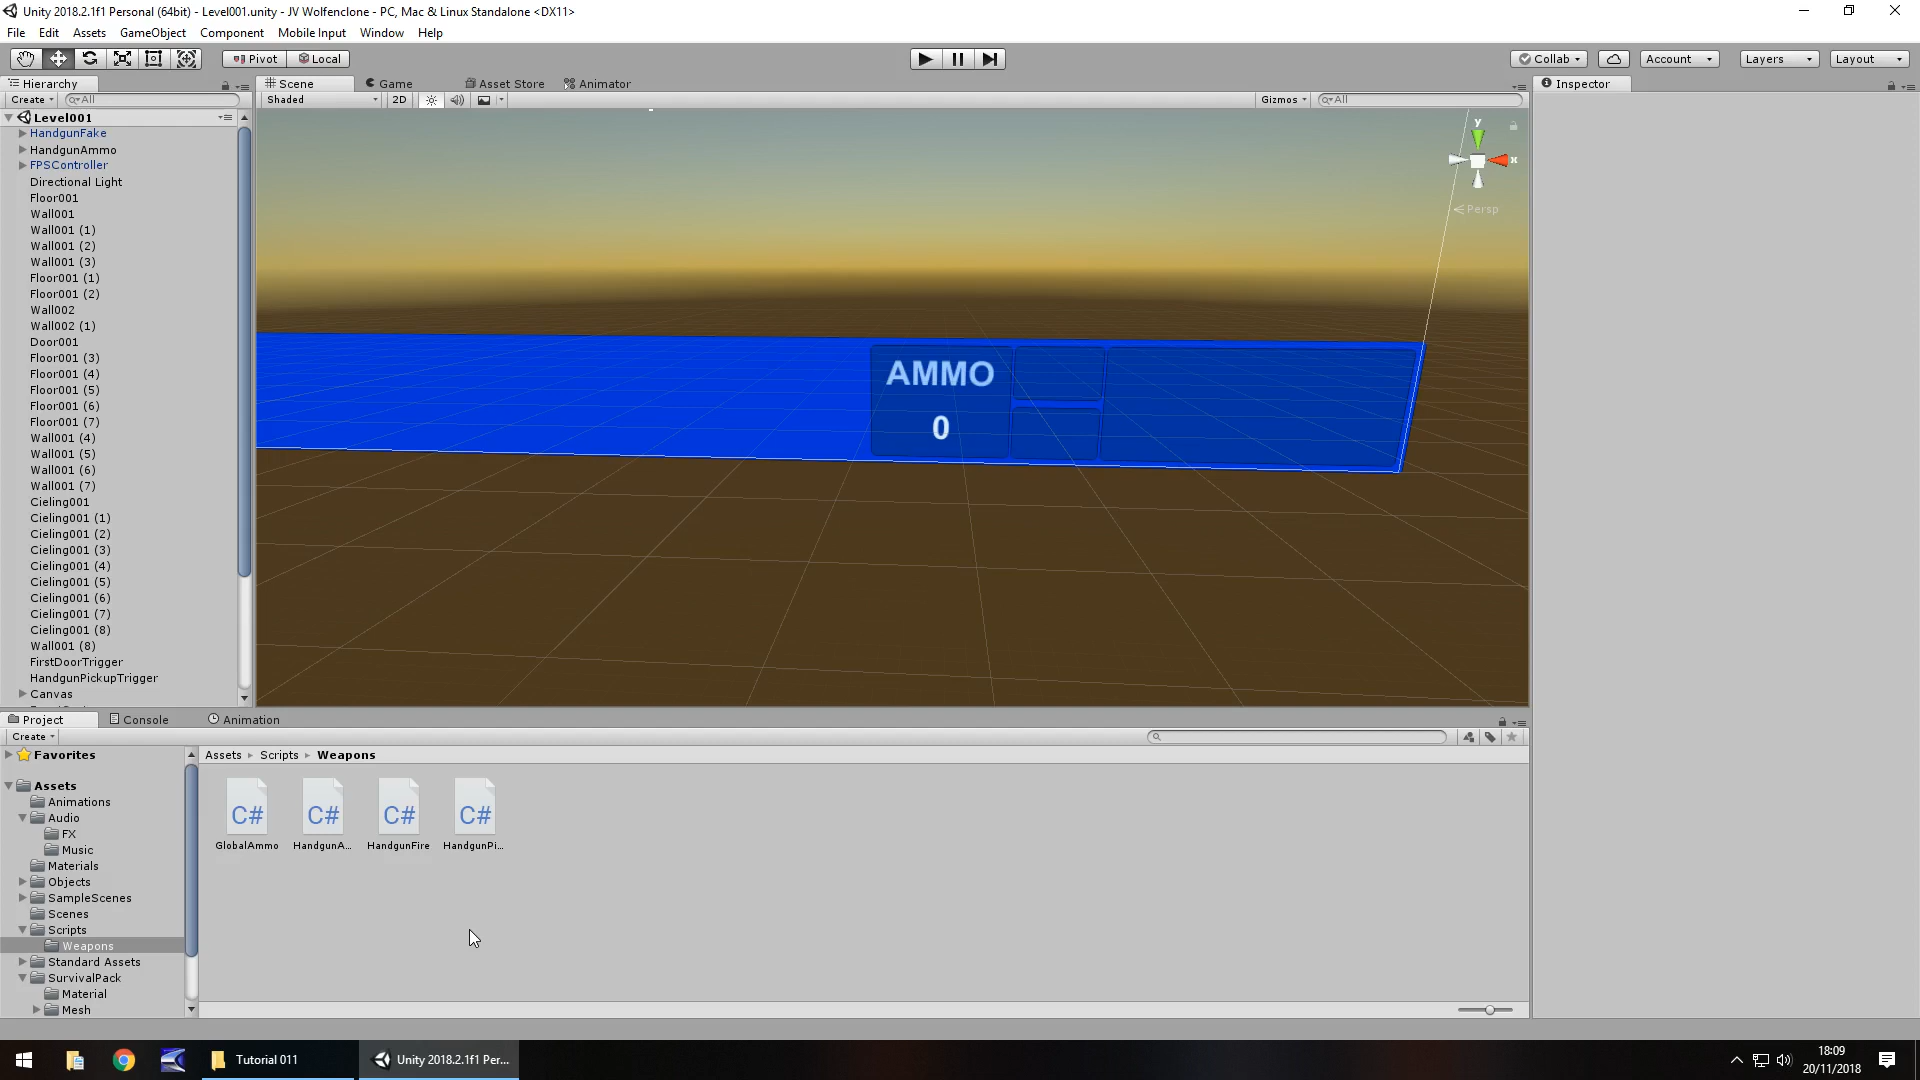 Unity 2018.2.1f1 Personal (64bit) - Level001.unity - JV Wolfenclone - PC, Mac & Linux Standalone <DX11>
File Edit Assets GameObject Component Mobile Input Window Help
Pivot Local Collab Account Layers Layout
Hierarchy Scene Game Asset Store Animator Inspector
Create All Shaded 2D Gizmos All
Level001
HandgunFake
HandgunAmmo
FPSController
Directional Light
Floor001
Wall001
Wall001 (1)
Wall001 (2)
Wall001 (3)
Floor001 (1)
Floor001 (2)
Wall002
Wall002 (1)
Door001
Floor001 (3)
Floor001 (4)
Floor001 (5)
Floor001 (6)
Floor001 (7)
Wall001 (4)
Wall001 (5)
Wall001 (6)
Wall001 (7)
Cieling001
Cieling001 (1)
Cieling001 (2)
Cieling001 (3)
Cieling001 (4)
Cieling001 (5)
Cieling001 (6)
Cieling001 (7)
Cieling001 (8)
Wall001 (8)
FirstDoorTrigger
HandgunPickupTrigger
Canvas
y
x
Persp
AMMO
0
Project Console Animation
Create
Favorites
Assets
Animations
Audio
FX
Music
Materials
Objects
SampleScenes
Scenes
Scripts
Weapons
Standard Assets
SurvivalPack
Material
Mesh
Assets Scripts Weapons
C# C# C# C#
GlobalAmmo HandgunA... HandgunFire HandgunPi...
Tutorial 011 Unity 2018.2.1f1 Per...
18:09
20/11/2018